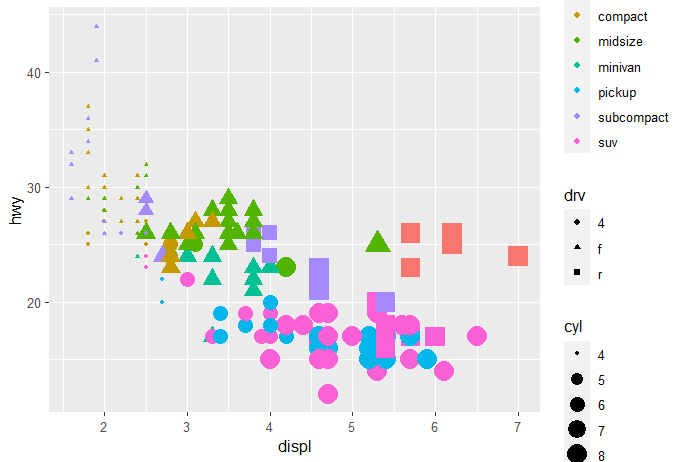 40
30
20
hwy
2 3 4 5 6 7
displ
compact
midsize
minivan
pickup
subcompact
suv
drv
4
f
r
cyl
4
5
6
7
8